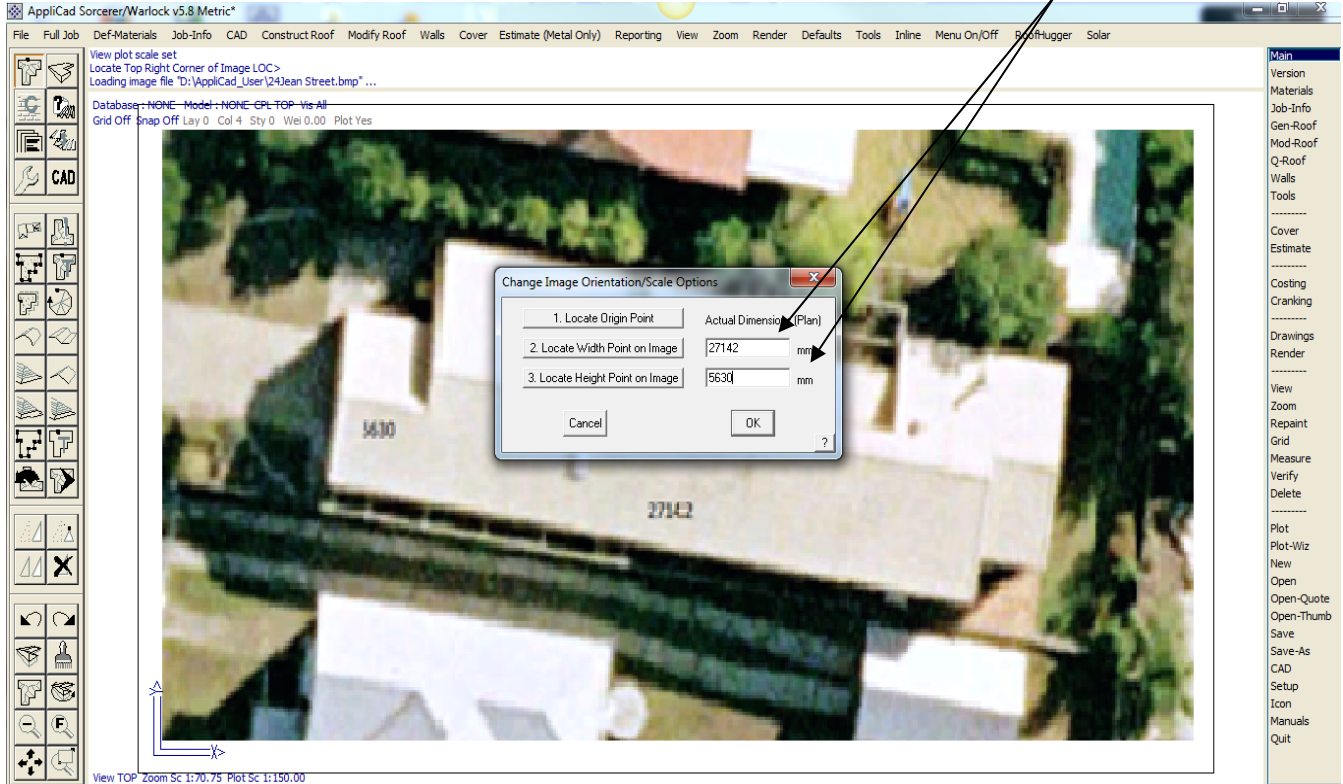 AppliCad Sorcerer/Warlock v5.8 Metric*
File Full Job Def-Materials Job-Info CAD Construct Roof Modify Roof Walls Cover Estimate (Metal Only) Reporting View Zoom Render Defaults Tools Inline Menu On/Off RoofHugger Solar
View plot scale set
Locate Top Right Corner of Image LOC>
Loading image file "D:\AppliCad_User\24Jean Street.bmp" ...
Database : NONE Model : NONE CPL TOP Vis All
Grid Off Snap Off Lay 0 Col 4 Sty 0 Wei 0.00 Plot Yes
CAD
Change Image Orientation/Scale Options
1. Locate Origin Point
Actual Dimension (Plan)
2. Locate Width Point on Image 27142 mm
3. Locate Height Point on Image 5630 mm
Cancel OK
?
5630
27142
Y>
X>
F
View TOP Zoom Sc 1:70.75 Plot Sc 1:150.00
Main
Version
Materials
Job-Info
Gen-Roof
Mod-Roof
Q-Roof
Walls
Tools
---------
Cover
Estimate
---------
Costing
Cranking
---------
Drawings
Render
---------
View
Zoom
Repaint
Grid
Measure
Verify
Delete
---------
Plot
Plot-Wiz
New
Open
Open-Quote
Open-Thumb
Save
Save-As
CAD
Setup
Icon
Manuals
Quit